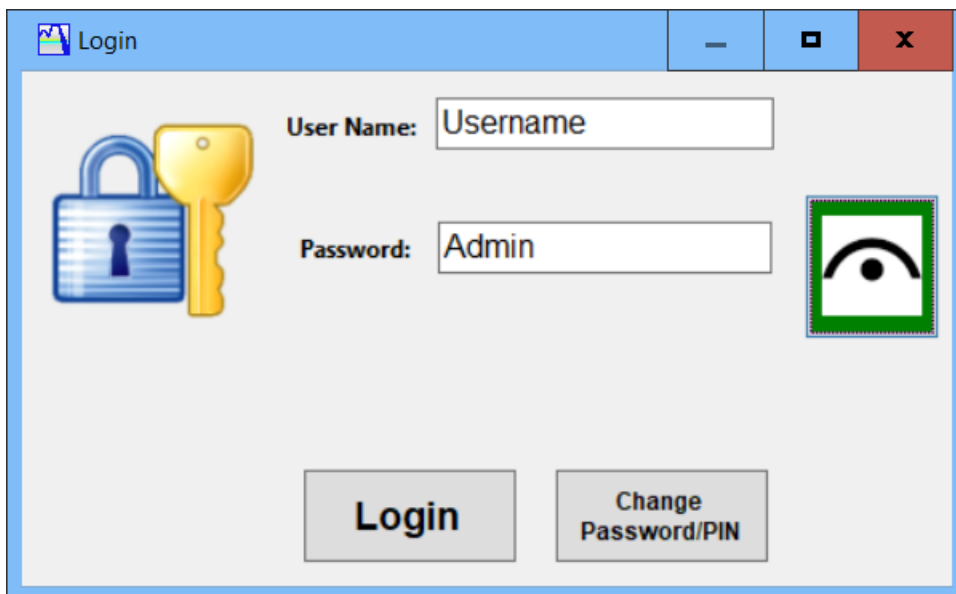 Login
User Name: Username
Password: Admin
Login
Change
Password/PIN